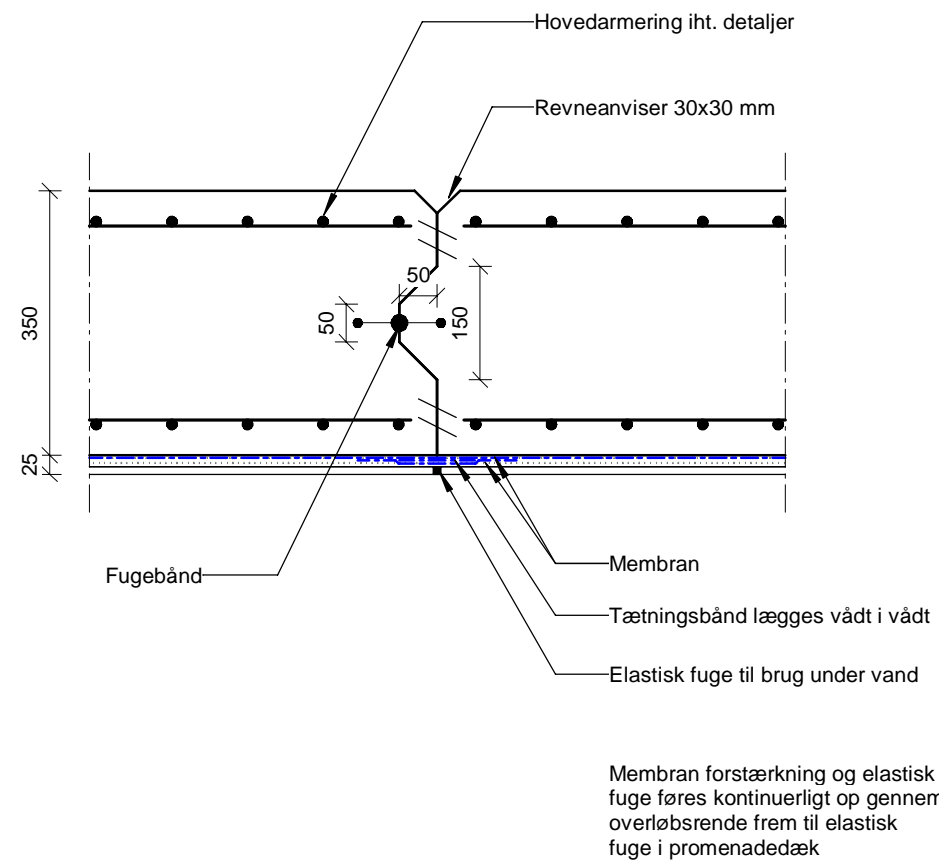 Hovedarmering iht. detaljer
Revneanviser 30x30 mm
50
350
50
150
25
Fugebånd
Membran
Tætningsbånd lægges vådt i vådt
Elastisk fuge til brug under vand
Membran forstærkning og elastisk
fuge føres kontinuerligt op gennem
overløbsrende frem til elastisk
fuge i promenadedæk